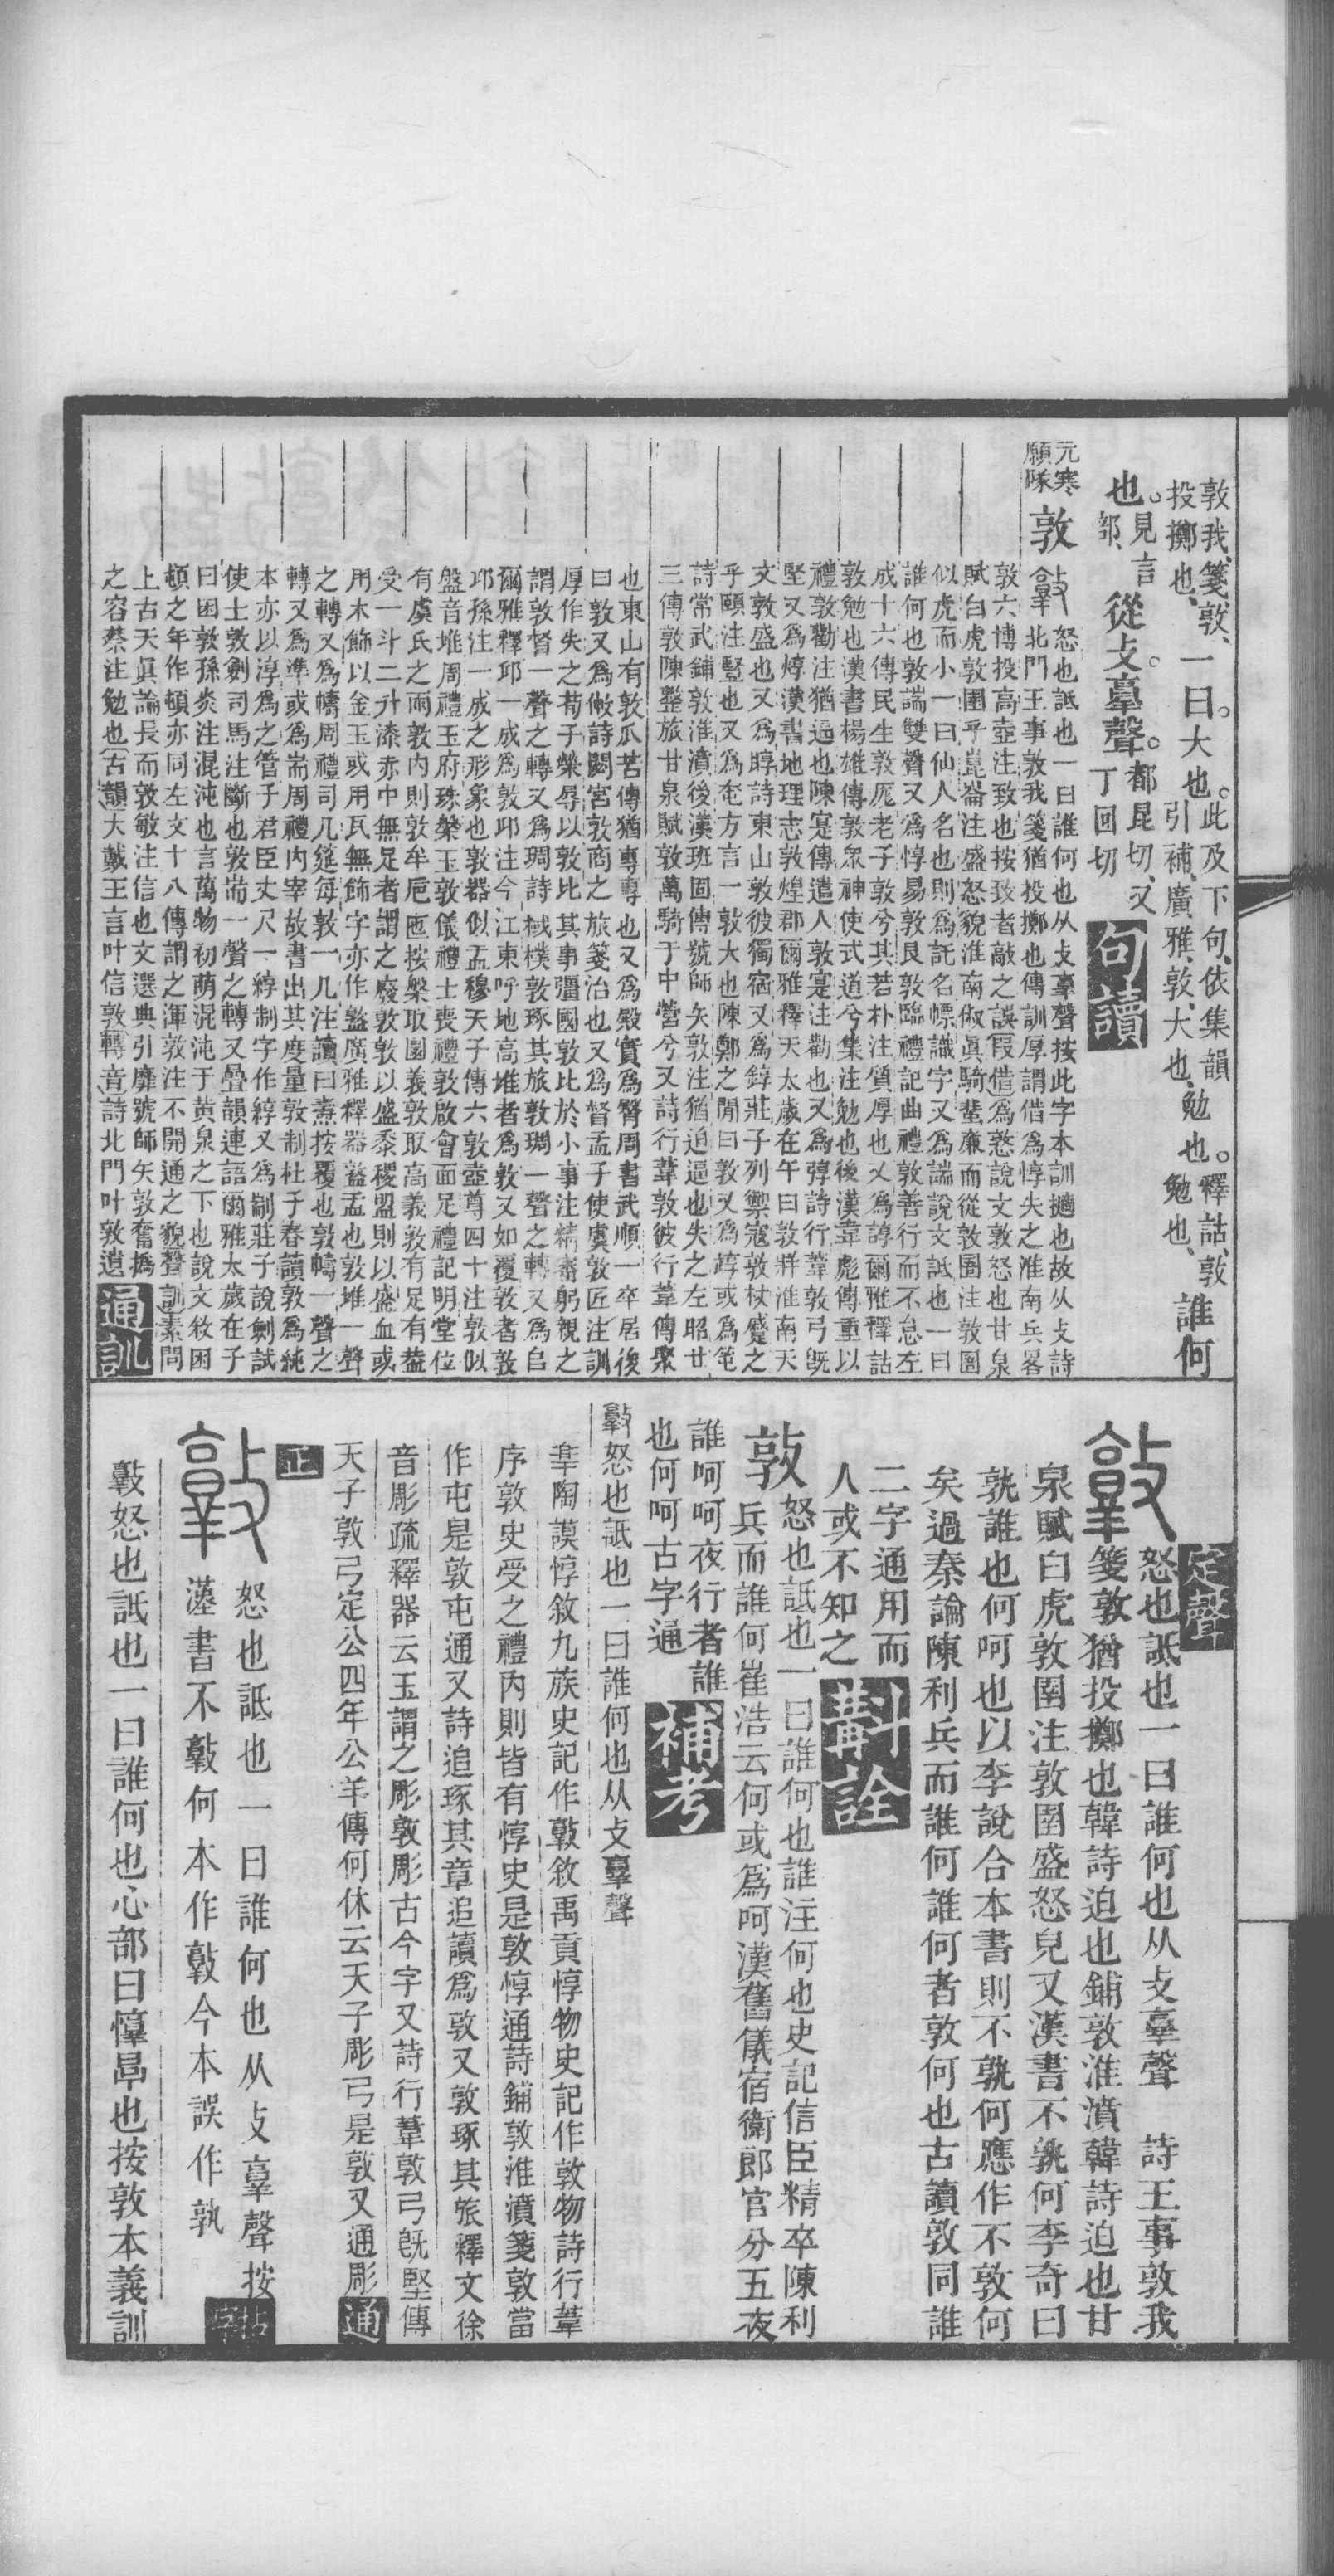 敦我、箋敦、
投擲也、一曰。大也。
此及下句、依集韻
引補、廣雅、敦、大也、
勉也。
釋詁、敦
勉也、
誰何
也。
見言
部、
從攴。𦎧聲。
都昆切、又
丁回切
句讀
元寒、
願隊
敦
怒也詆也一曰誰何也从攴𦎧聲按此字本訓擿也故从攴詩
北門王事敦我箋猶投擲也傳訓厚謂借為惇失之淮南兵畧
敦六博投高壺注致也按致者敲之誤叚借為憝說文敦怒也甘泉
賦白虎敦圉乎崑崙注盛怒貌淮南俶真騎蜚廉而從敦圄注敦圄
似虎而小一曰仙人名也則為託名幖識字又為諯說文詆也一曰
誰何也敦諯雙聲又為惇易敦艮敦臨禮記曲禮敦善行而不怠左
成十六傳民生敦厖老子敦兮其若朴注質厚也又為諄爾雅釋詁
敦勉也漢書楊雄傳敦眾神使式道兮集注勉也後漢韋彪傳重以
禮敦勸注猶逼也陳寔傳遣人敦寔注勸也又為弴詩行葦敦弓既
堅又為焞漢書地理志敦煌郡爾雅釋天太歲在午曰敦牂淮南天
文敦盛也又為䐁詩東山敦彼獨宿又為錞莊子列禦寇敦杖蹙之
乎頤注豎也又為奄方言一敦大也陳鄭之閒曰敦又為䔻或為笔
詩常武鋪敦淮濆後漢班固傳號師矢敦注猶迫逼也失之左昭廿
三傳敦陳整旅甘泉賦敦萬騎于中營兮又詩行葦敦彼行葦傳聚
也東山有敦瓜苦傳猶專專也又為毀實為臀周書武順一卒居後
曰敦又為儆詩閟宮敦商之旅箋治也又為督孟子使虞敦匠注訓
厚作失之荀子榮辱以敦比其事彊國敦比於小事注精審躬親之
謂敦督一聲之轉又為琱詩棫樸敦琢其旅敦琱一聲之轉又為𠂤
爾雅釋邱一成為敦邱注今江東呼地高堆者為敦又如覆敦者敦
邱孫注一成之形象也敦器似盂穆天子傳六敦壺尊四十注敦似
盤音堆周禮玉府珠槃玉敦儀禮士喪禮敦啟會面足禮記明堂位
有虞氏之兩敦內則敦牟巵匜按槃取圜義敦取高義敦有足有葢
受一斗二升漆赤中無足者謂之廢敦敦以盛黍稷盟則以盛血或
用木飾以金玉或用瓦無飾字亦作㿻廣雅釋器㿻盂也敦堆一聲
之轉又為幬周禮司几筵每敦一几注讀曰燾按覆也敦幬一聲之
轉又為準或為耑周禮內宰故書出其度量敦制杜子春讀敦為純
本亦以淳為之管子君臣丈尺一綧制字作綧又為剬莊子說劍試
使士敦劍司馬注斷也敦耑一聲之轉又疊韻連語爾雅太歲在子
曰困敦孫炎注混沌也言萬物初萌混沌于黃泉之下也說文敘困
頓之年作頓亦同左文十八傳謂之渾敦注不開通之貌聲訓素問
上古天真論長而敦敏注信也文選典引靡號師矢敦奮撝
之容蔡注勉也古韻大戴王言叶信敦轉音詩北門叶敦遺
通訓
定聲
怒也詆也一曰誰何也从攴𦎧聲　詩王事敦我
箋敦猶投擲也韓詩迫也鋪敦淮濆韓詩迫也甘
泉賦白虎敦圉注敦圉盛怒皃又漢書不孰何李奇曰
孰誰也何呵也以李說合本書則不孰何應作不敦何
矣過秦論陳利兵而誰何誰何者敦何也古讀敦同誰
二字通用而
人或不知之
斠詮
敦
怒也詆也一曰誰何也誰注何也史記信臣精卒陳利
兵而誰何崔浩云何或為呵漢舊儀宿衛郎官分五夜
誰呵呵夜行者誰
也何呵古字通
補考
𢾭怒也詆也一曰誰何也从攴𦎧聲
皋陶謨惇敘九族史記作𢾭敘禹貢惇物史記作敦物詩行葦
序敦史受之禮內則皆有惇史是敦惇通詩鋪敦淮濆箋敦當
作屯是敦屯通又詩追琢其章追讀為敦又敦琢其旅釋文徐
音彫疏釋器云玉謂之彫敦彫古今字又詩行葦敦弓既堅傳
天子敦弓定公四年公羊傳何休云天子彫弓是敦又通彫
通
正
怒也詆也一曰誰何也从攴𦎧聲按
漢書不𢾭何本作𢾭今本誤作孰
古
字
𢾭怒也詆也一曰誰何也心部曰憞𢛴也按敦本義訓